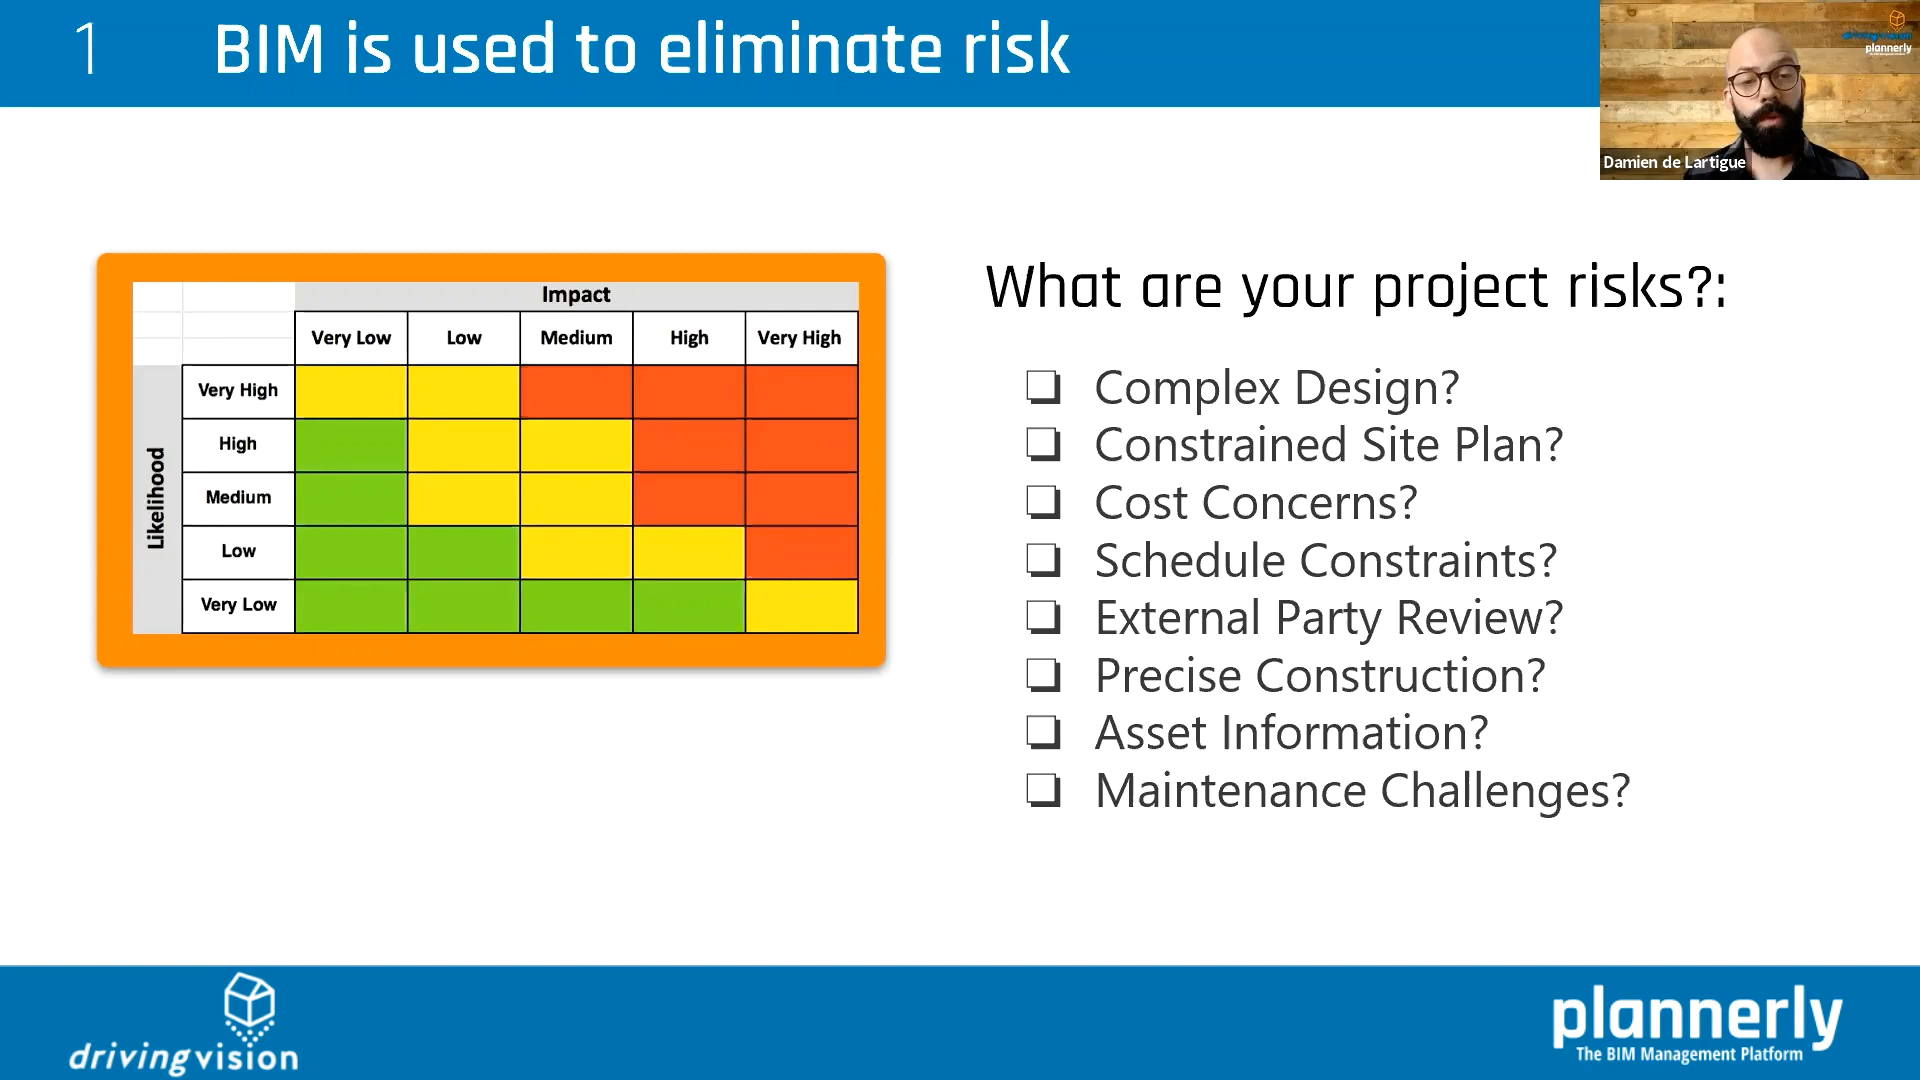 1 BIM is used to eliminate risk
drivingvision
plannerly
Damien de Lartigue
Impact
Very Low Low Medium High Very High
Likelihood
Very High
High
Medium
Low
Very Low
What are your project risks?:
❏ Complex Design?
❏ Constrained Site Plan?
❏ Cost Concerns?
❏ Schedule Constraints?
❏ External Party Review?
❏ Precise Construction?
❏ Asset Information?
❏ Maintenance Challenges?
drivingvision
plannerly
The BIM Management Platform